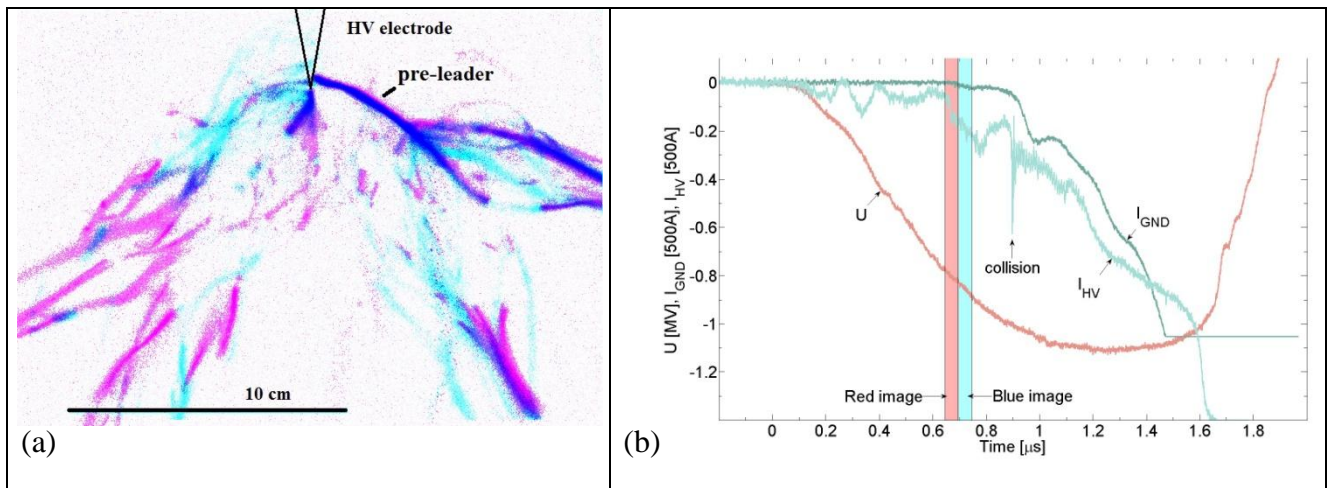 HV electrode
pre-leader
10 cm
(a)
U [MV], I_GND [500A], I_HV [500A]
0
-0.2
-0.4
-0.6
-0.8
-1
-1.2
U
collision
I_GND
I_HV
Red image
Blue image
0 0.2 0.4 0.6 0.8 1 1.2 1.4 1.6 1.8
Time [μs]
(b)